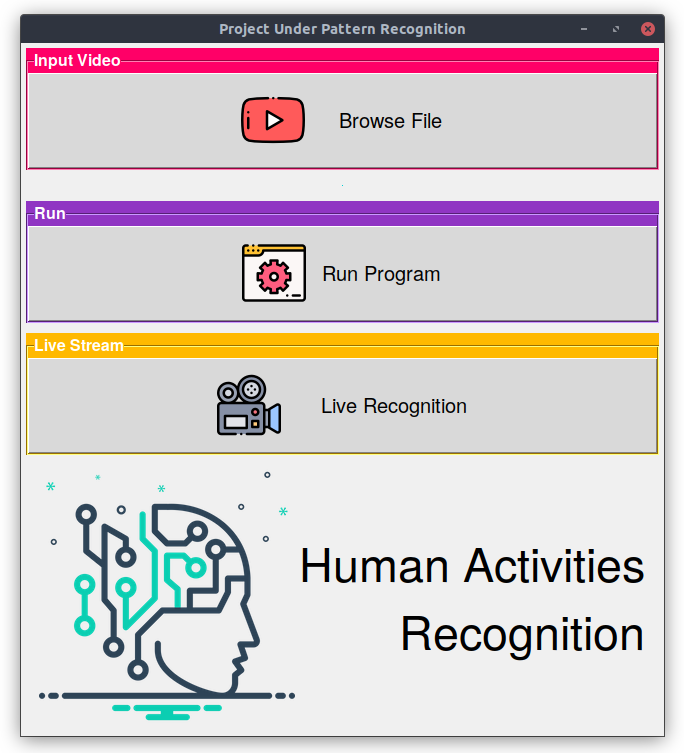 Project Under Pattern Recognition
Input Video
Browse File
Run
Run Program
Live Stream
Live Recognition
Human Activities
Recognition